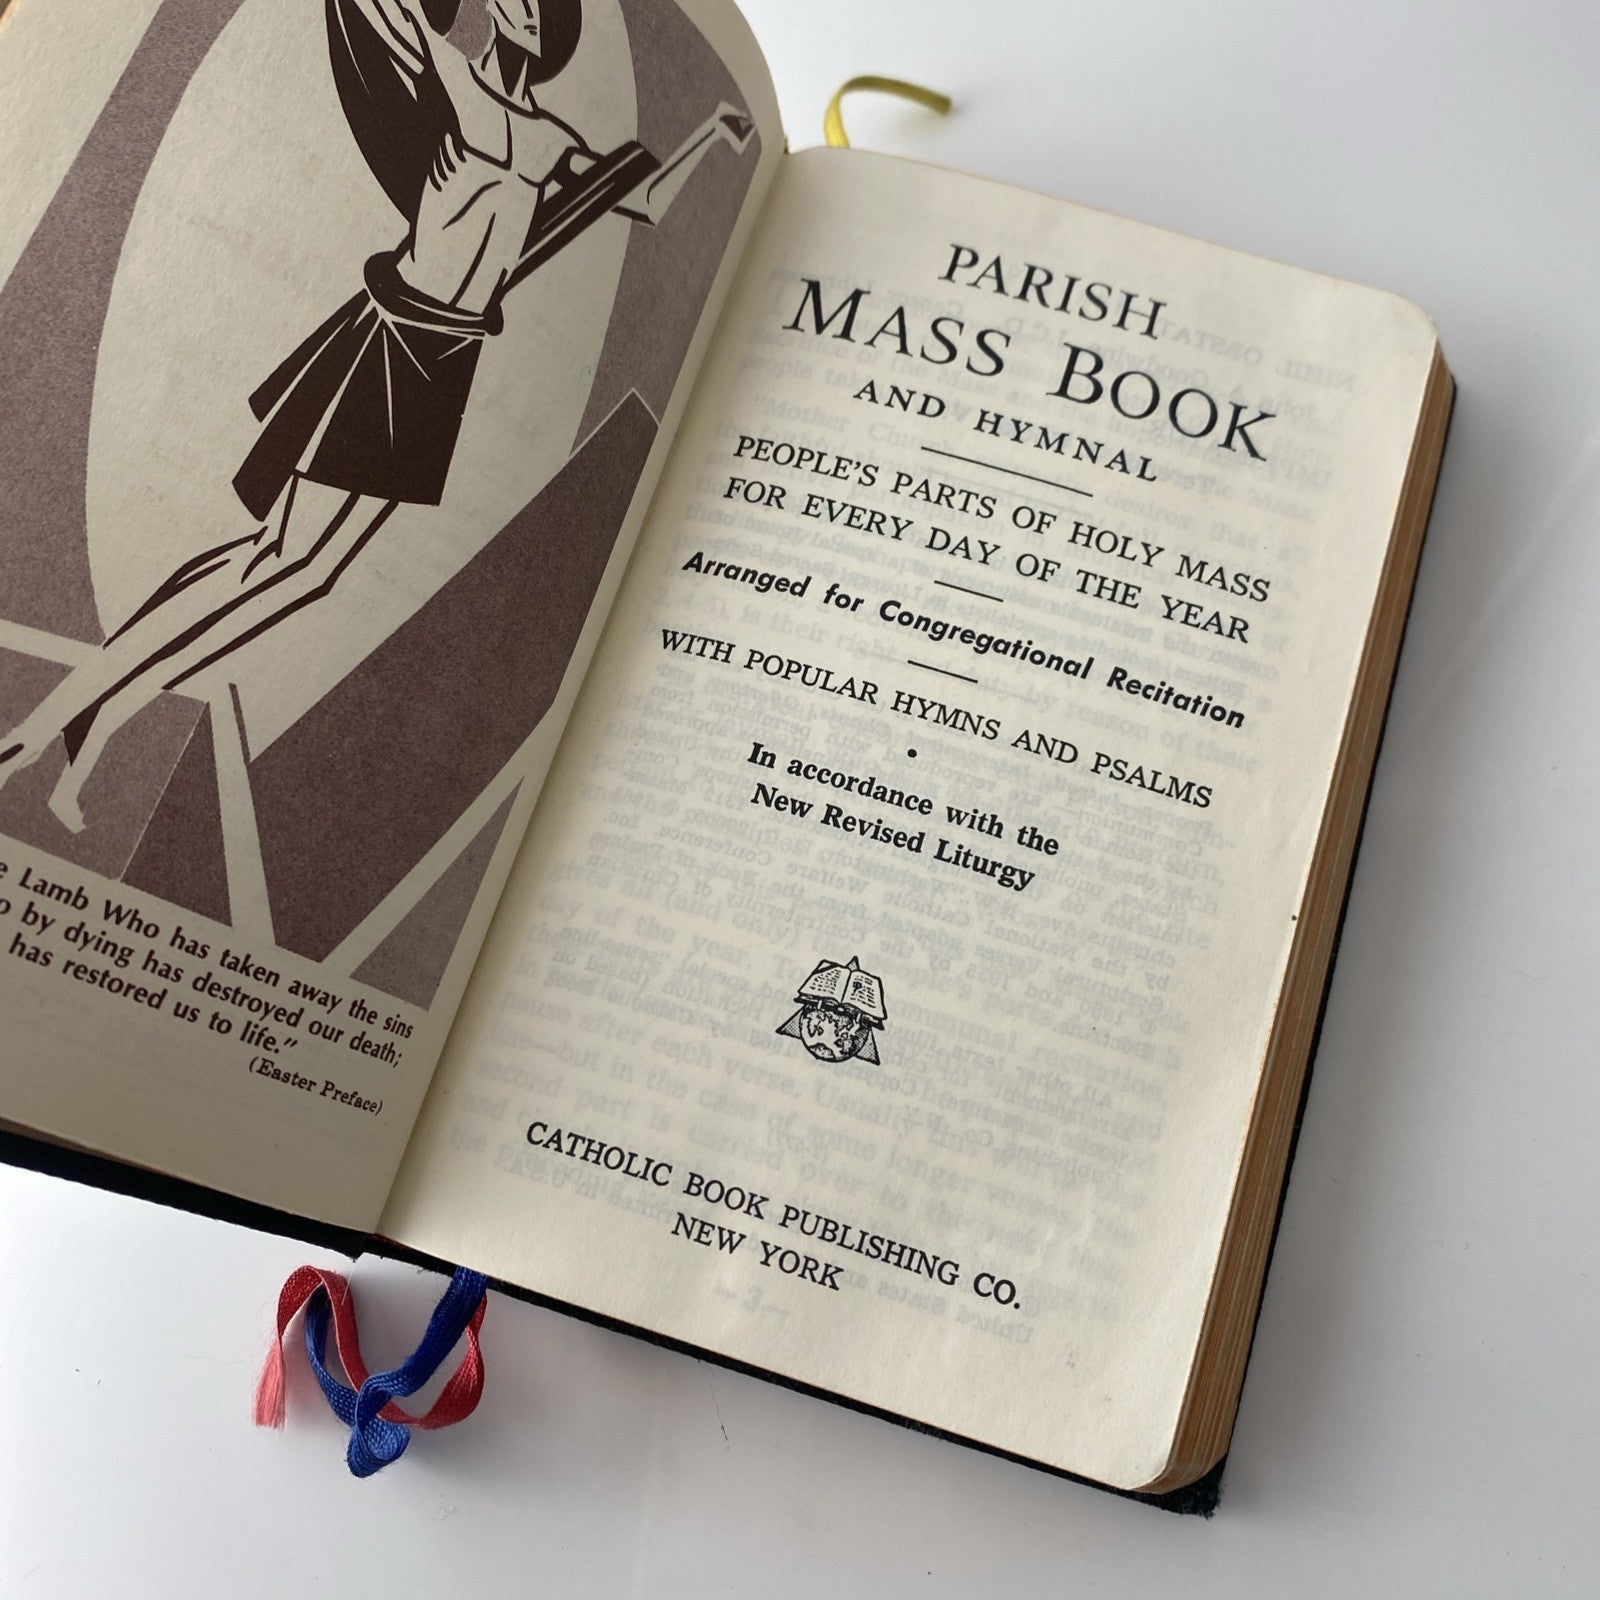 Lamb Who has taken away the sins
by dying has destroyed our death;
has restored us to life."
(Easter Preface)
PARISH
MASS BOOK
AND HYMNAL
PEOPLE'S PARTS OF HOLY MASS
FOR EVERY DAY OF THE YEAR
Arranged for Congregational Recitation
WITH POPULAR HYMNS AND PSALMS
•
In accordance with the
New Revised Liturgy
CATHOLIC BOOK PUBLISHING CO.
NEW YORK
—3—